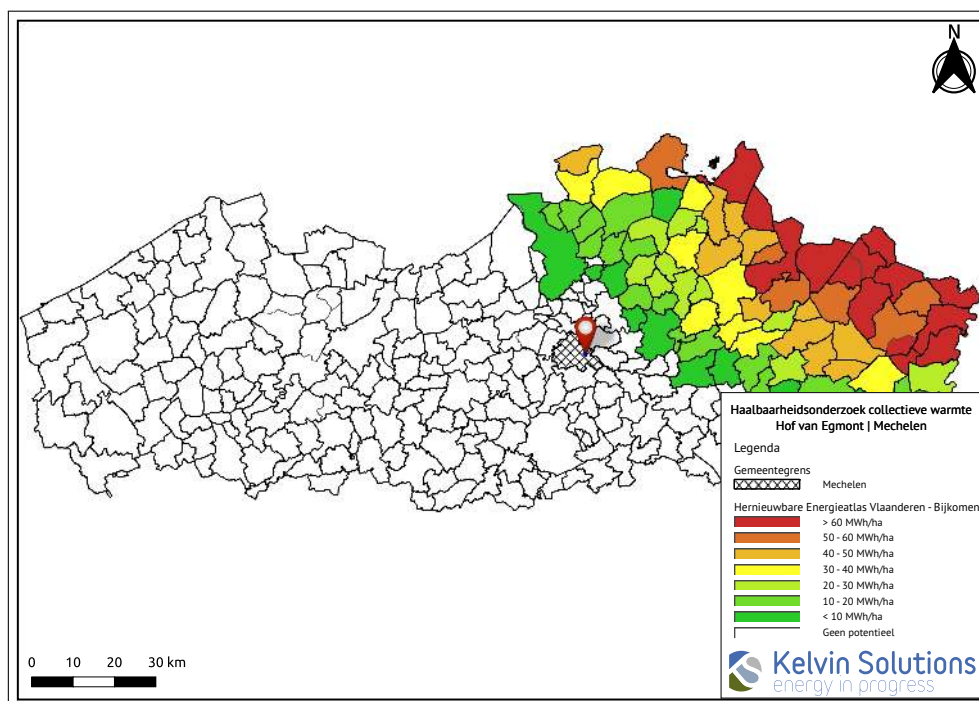 N
Haalbaarheidsonderzoek collectieve warmte
Hof van Egmont | Mechelen
Legenda
Gemeentegrens
Mechelen
Hernieuwbare Energieatlas Vlaanderen - Bijkomen
> 60 MWh/ha
50 - 60 MWh/ha
40 - 50 MWh/ha
30 - 40 MWh/ha
20 - 30 MWh/ha
10 - 20 MWh/ha
< 10 MWh/ha
Geen potentieel
0 10 20 30 km
Kelvin Solutions
energy in progress